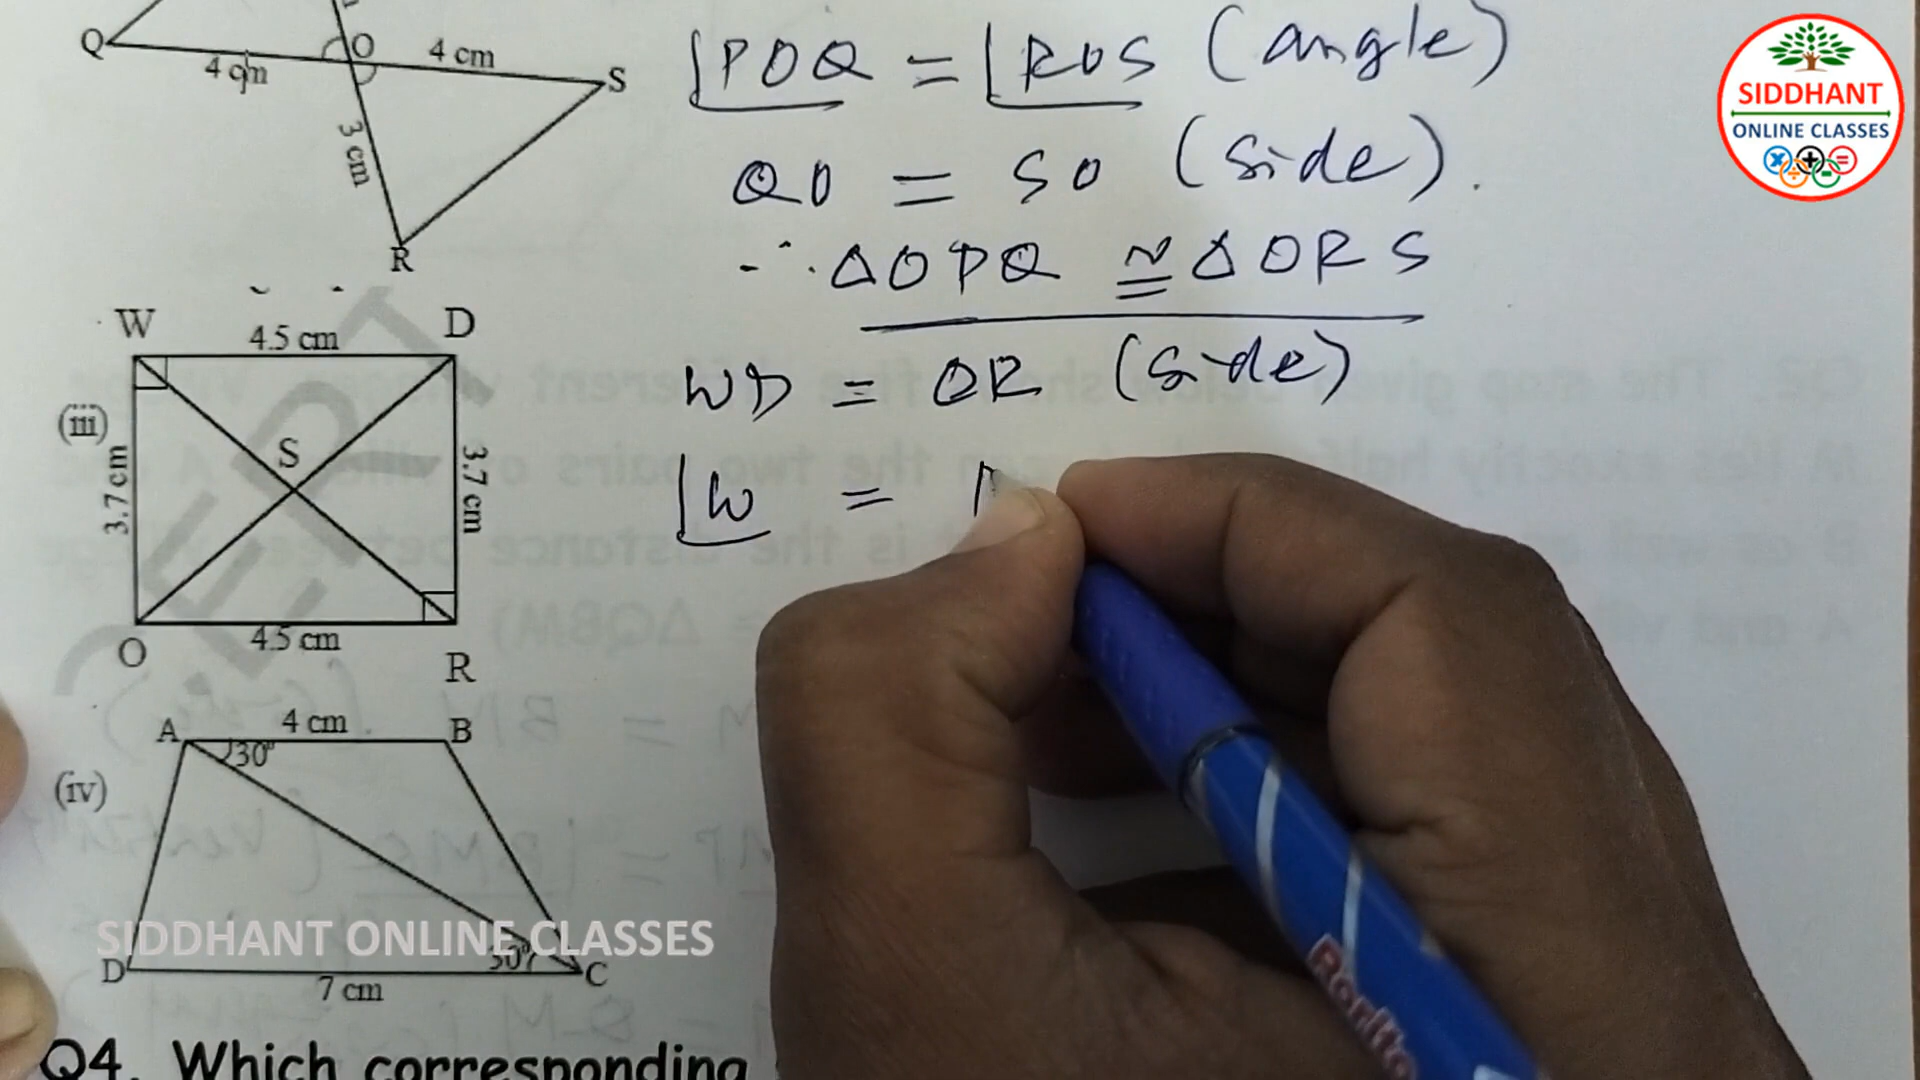 Q
O
4 cm
4 cm
S
3 cm
R
∠POQ = ∠ROS (angle)
QO = SO (side).
∴ ΔOPQ ≅ ΔORS
WD = OR (side)
∠W =
W
4.5 cm
D
(iii)
3.7 cm
S
3.7 cm
O
4.5 cm
R
A
4 cm
B
30°
(iv)
D
30°
C
7 cm
Q4. Which corresponding
SIDDHANT ONLINE CLASSES
SIDDHANT
ONLINE CLASSES
Rorito